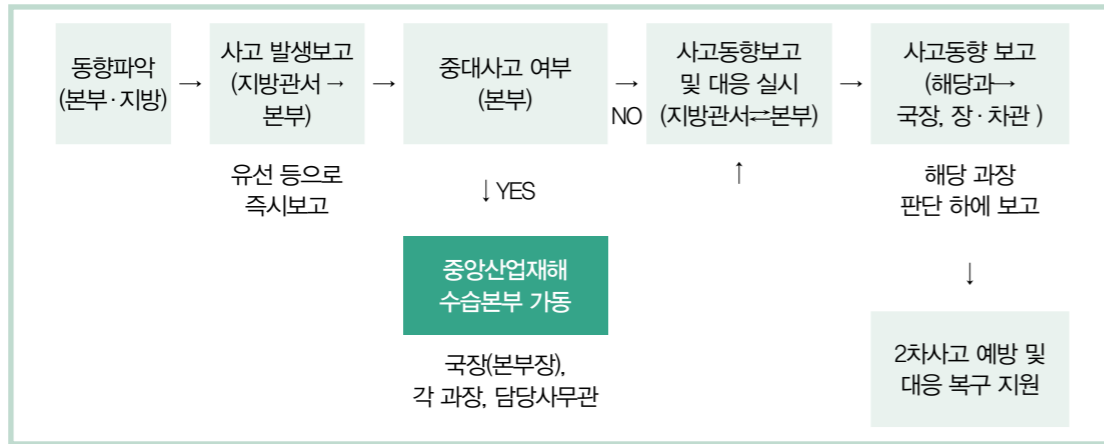 동향파악
(본부·지방)
→
사고 발생보고
(지방관서 →
본부)
유선 등으로
즉시보고
→
중대사고 여부
(본부)
↓ YES
중앙산업재해
수습본부 가동
국장(본부장),
각 과장, 담당사무관
→
NO
사고동향보고
및 대응 실시
(지방관서⇄본부)
↑
→
사고동향 보고
(해당과→
국장, 장·차관 )
해당 과장
판단 하에 보고
↓
2차사고 예방 및
대응 복구 지원